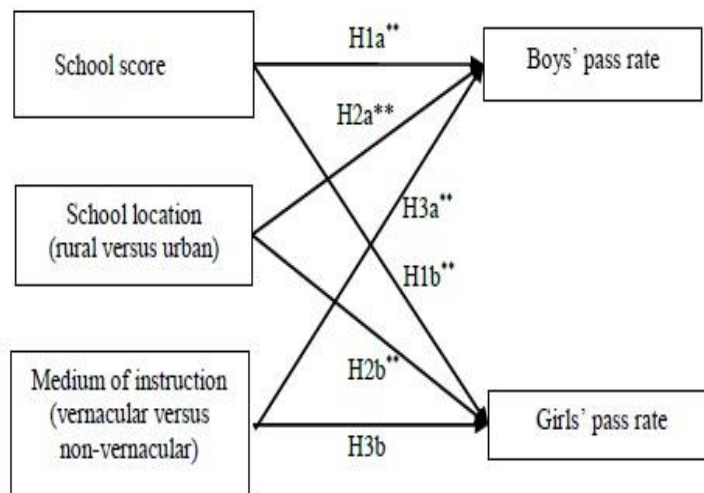 H1a**
School score
Boys’ pass rate
H2a**
School location
(rural versus urban)
H3a**
H1b**
H2b**
Medium of instruction
(vernacular versus
non-vernacular)
Girls’ pass rate
H3b